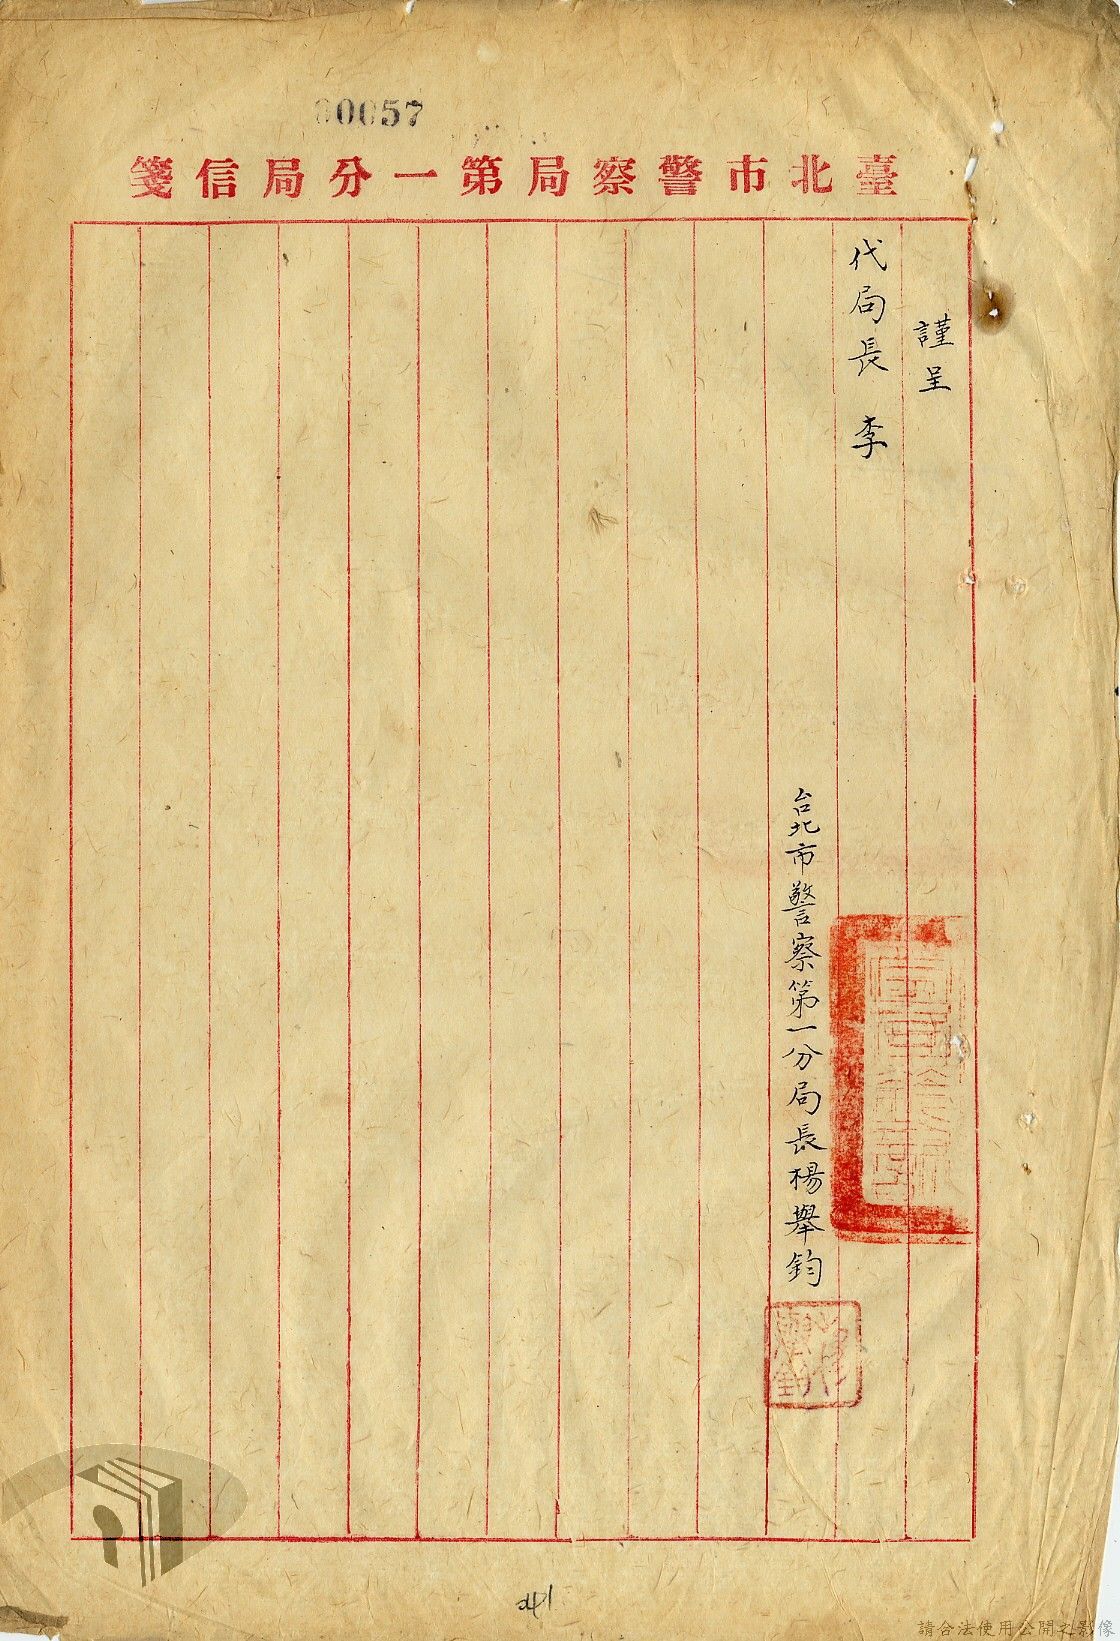 00057
臺北市警察局第一分局信箋
謹呈
代局長 李
台北市警察第一分局長楊舉鈞
41
請合法使用公開之影像